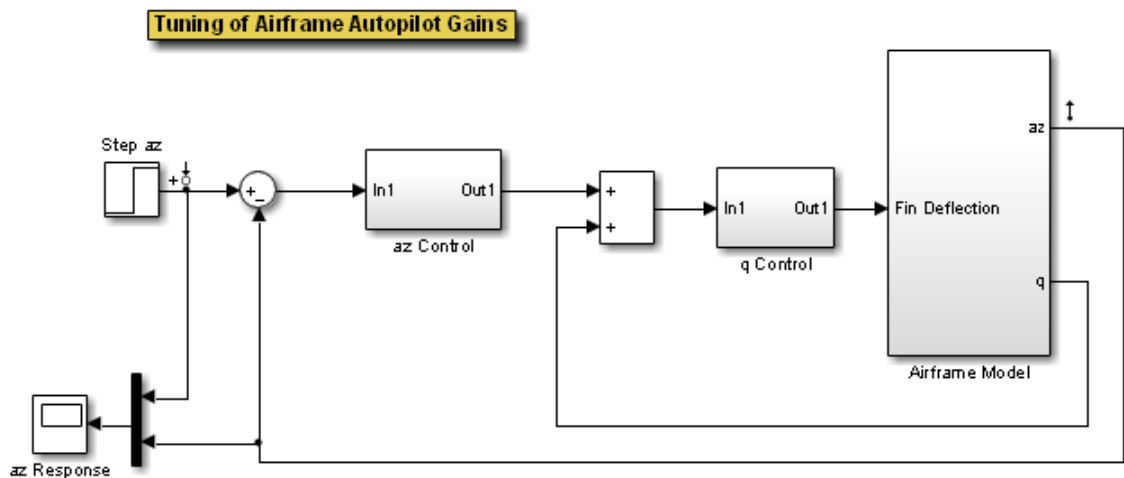 Tuning of Airframe Autopilot Gains
Step az
+
+
−
In1
Out1
az Control
+
+
In1
Out1
q Control
Fin Deflection
az
q
Airframe Model
az Response